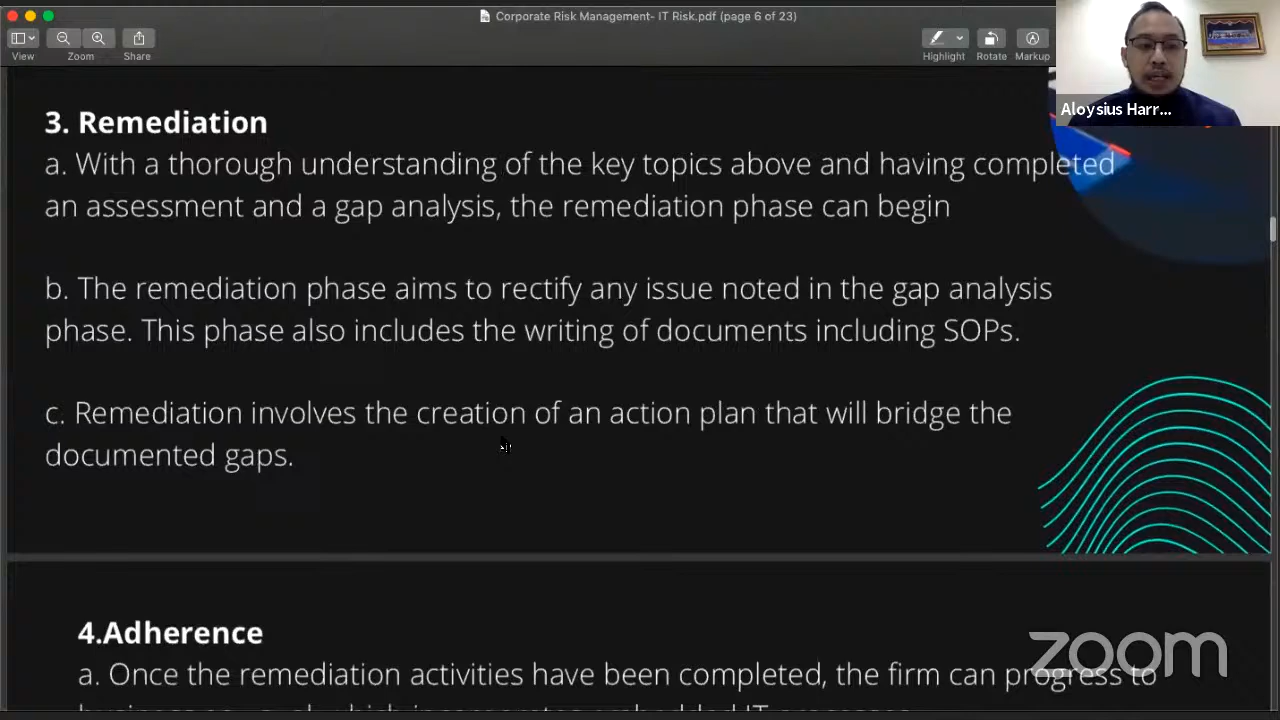 Corporate Risk Management- IT Risk.pdf (page 6 of 23)
View
Zoom
Share
Highlight
Rotate
Markup
Aloysius Harr...
3. Remediation
a. With a thorough understanding of the key topics above and having completed
an assessment and a gap analysis, the remediation phase can begin
b. The remediation phase aims to rectify any issue noted in the gap analysis
phase. This phase also includes the writing of documents including SOPs.
c. Remediation involves the creation of an action plan that will bridge the
documented gaps.
4.Adherence
a. Once the remediation activities have been completed, the firm can progress to
zoom